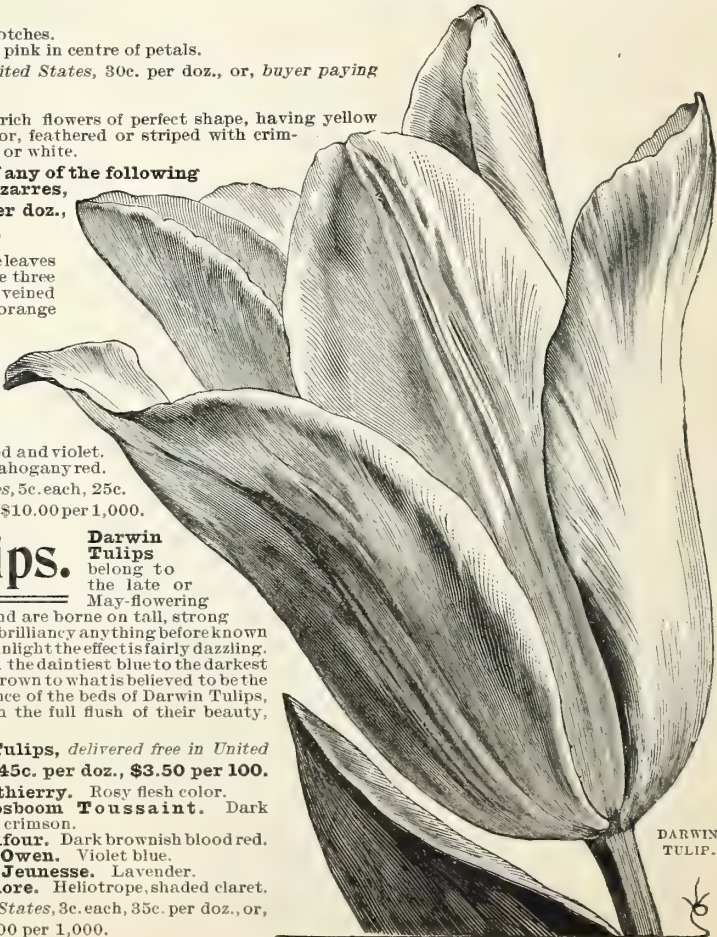 otches.
pink in centre of petals.
ited States, 30c. per doz., or, buyer paying
rich flowers of perfect shape, having yellow
or, feathered or striped with crim-
or white.
any of the following
zarres,
er doz.,
leaves
e three
veined
orange
d and violet.
ahogany red.
es, 5c. each, 25c.
$10.00 per 1,000.
ips.
Darwin
Tulips
belong to
the late or
May-flowering
nd are borne on tall, strong
brilliancy anything before known
nlight the effect is fairly dazzling.
the daintiest blue to the darkest
rown to what is believed to be the
nce of the beds of Darwin Tulips,
n the full flush of their beauty,
Tulips, delivered free in United
45c. per doz., $3.50 per 100.
thierry. Rosy flesh color.
sboom Toussaint. Dark
crimson.
lfour. Dark brownish blood red.
Owen. Violet blue.
Jeunesse. Lavender.
ore. Heliotrope, shaded claret.
States, 3c. each, 35c. per doz., or,
00 per 1,000.
DARWIN
TULIP.